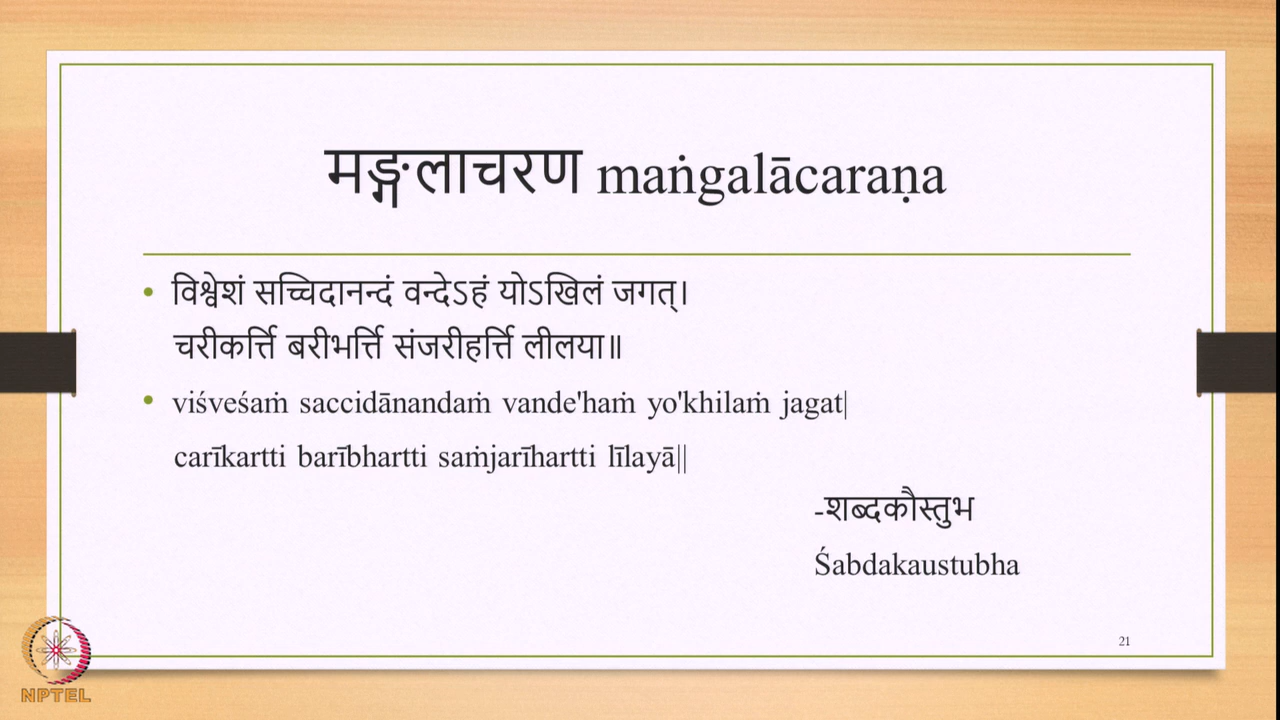 मङ्गलाचरण maṅgalācaraṇa
• विश्वेशं सच्चिदानन्दं वन्देऽहं योऽखिलं जगत्।
चरीकर्त्ति बरीभर्त्ति संजरीहर्त्ति लीलया॥
• viśveśaṁ saccidānandaṁ vande'haṁ yo'khilaṁ jagat|
carīkartti barībhartti saṁjarīhartti līlayā||
-शब्दकौस्तुभ
Śabdakaustubha
21
NPTEL